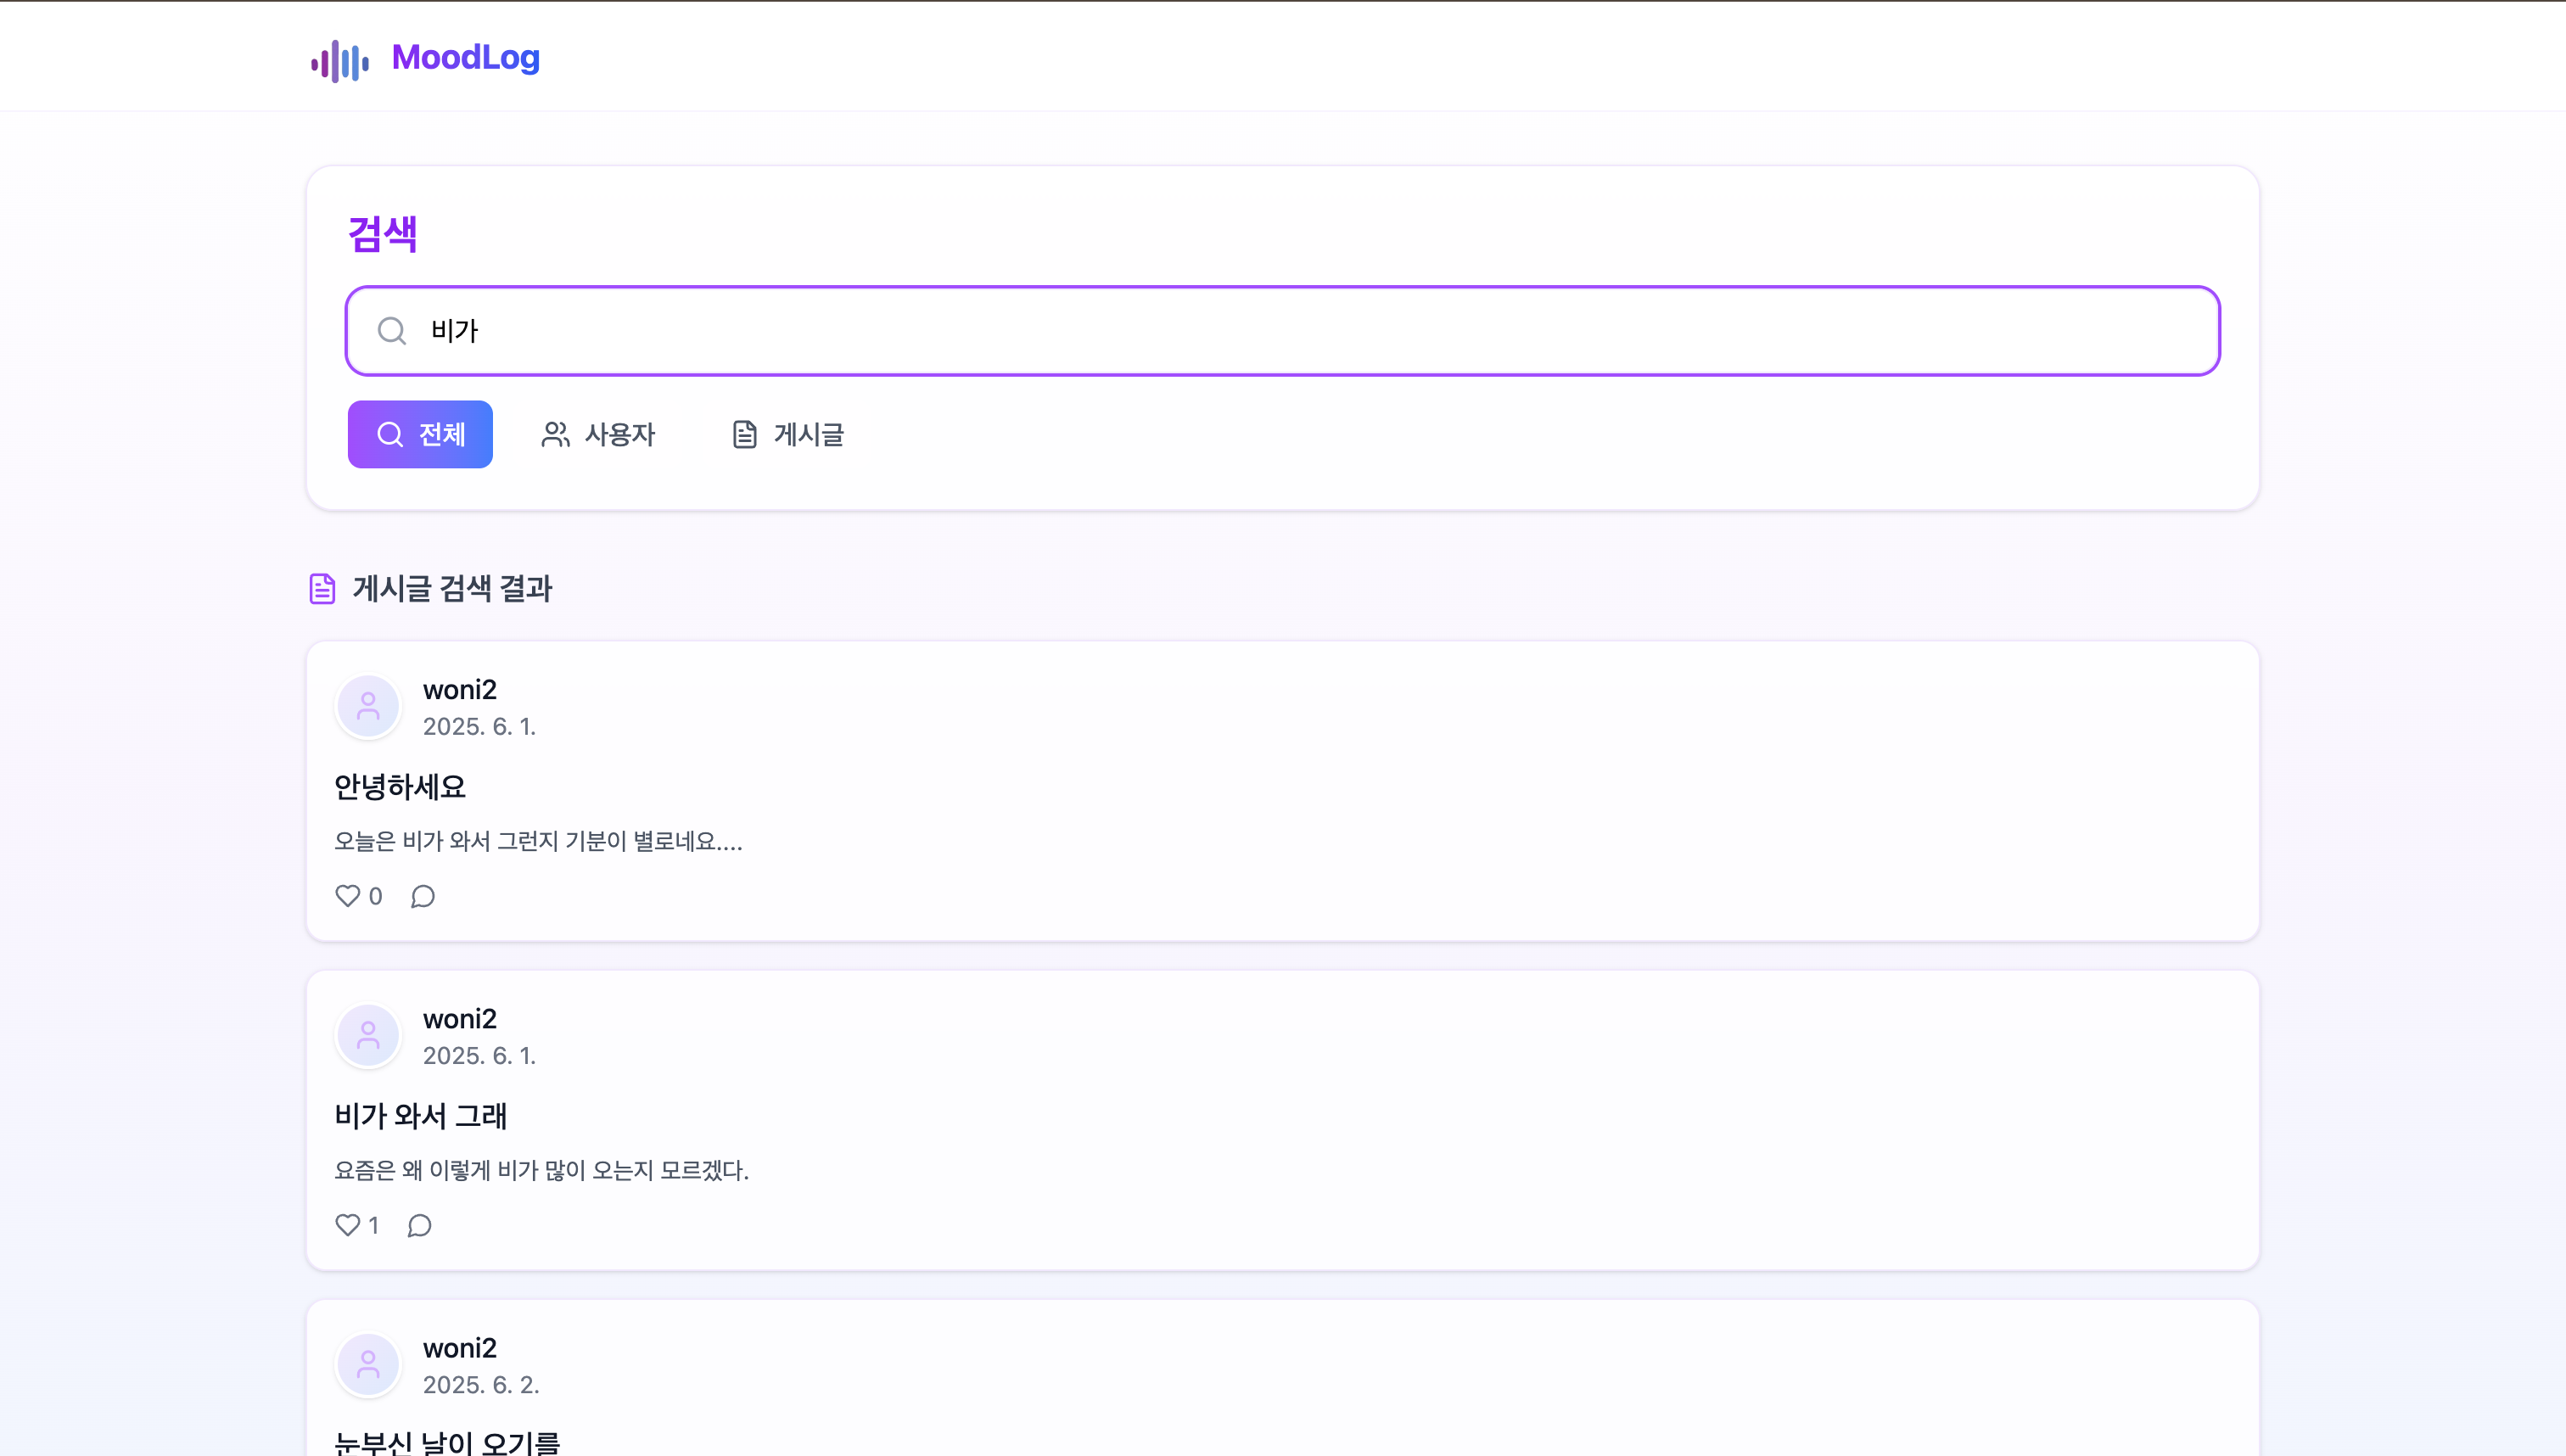 MoodLog
검색
비가
전체 사용자 게시글
게시글 검색 결과
woni2
2025. 6. 1.
안녕하세요
오늘은 비가 와서 그런지 기분이 별로네요....
0
woni2
2025. 6. 1.
비가 와서 그래
요즘은 왜 이렇게 비가 많이 오는지 모르겠다.
1
woni2
2025. 6. 2.
눈부신 날이 오기를